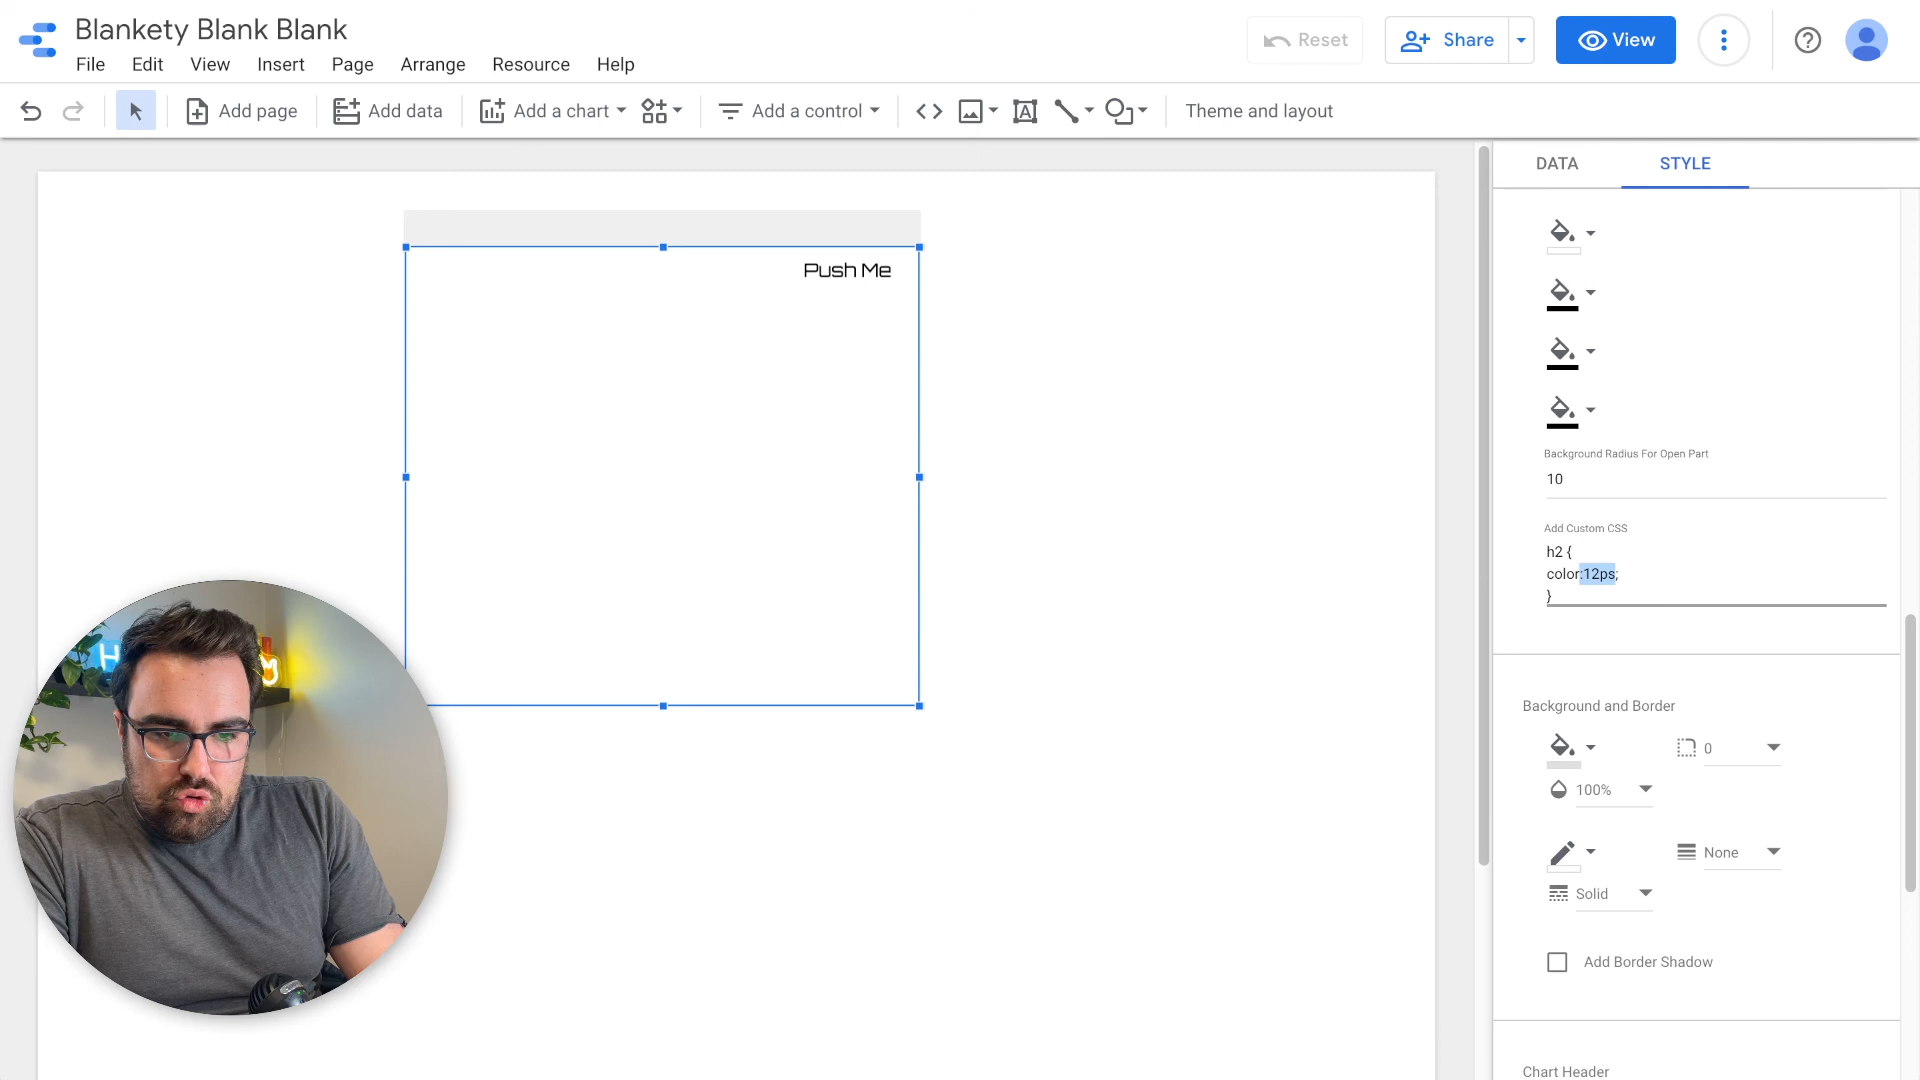 Blankety Blank Blank
File Edit View Insert Page Arrange Resource Help
Reset
Share
View
Add page
Add data
Add a chart
Add a control
Theme and layout
DATA
STYLE
Push Me
Background Radius For Open Part
10
Add Custom CSS
h2 {
color:12ps;
}
Background and Border
0
100%
None
Solid
Add Border Shadow
Chart Header